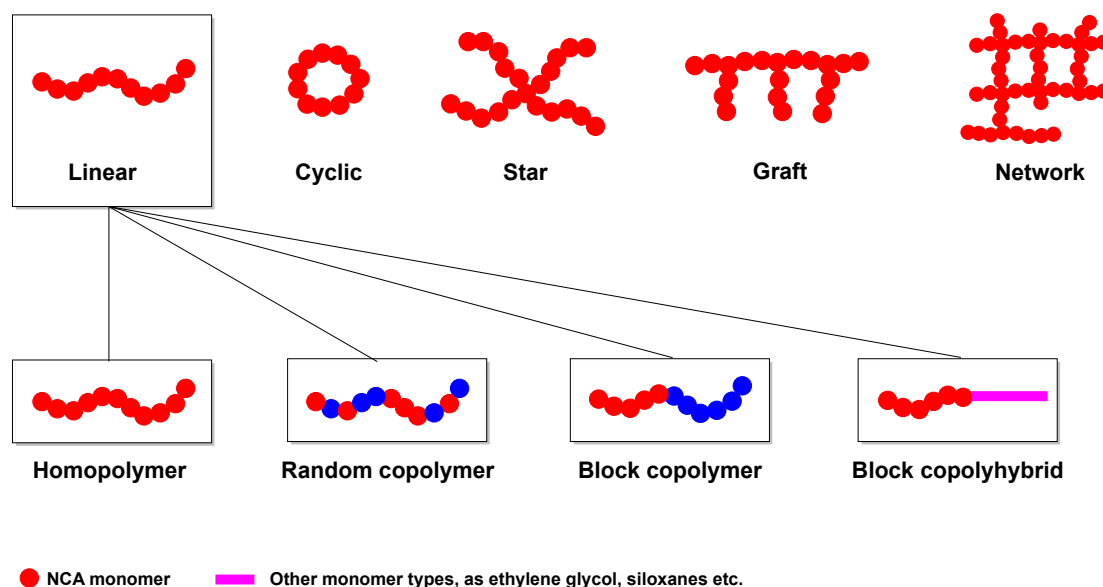 Linear
Cyclic
Star
Graft
Network
Homopolymer
Random copolymer
Block copolymer
Block copolyhybrid
NCA monomer
Other monomer types, as ethylene glycol, siloxanes etc.